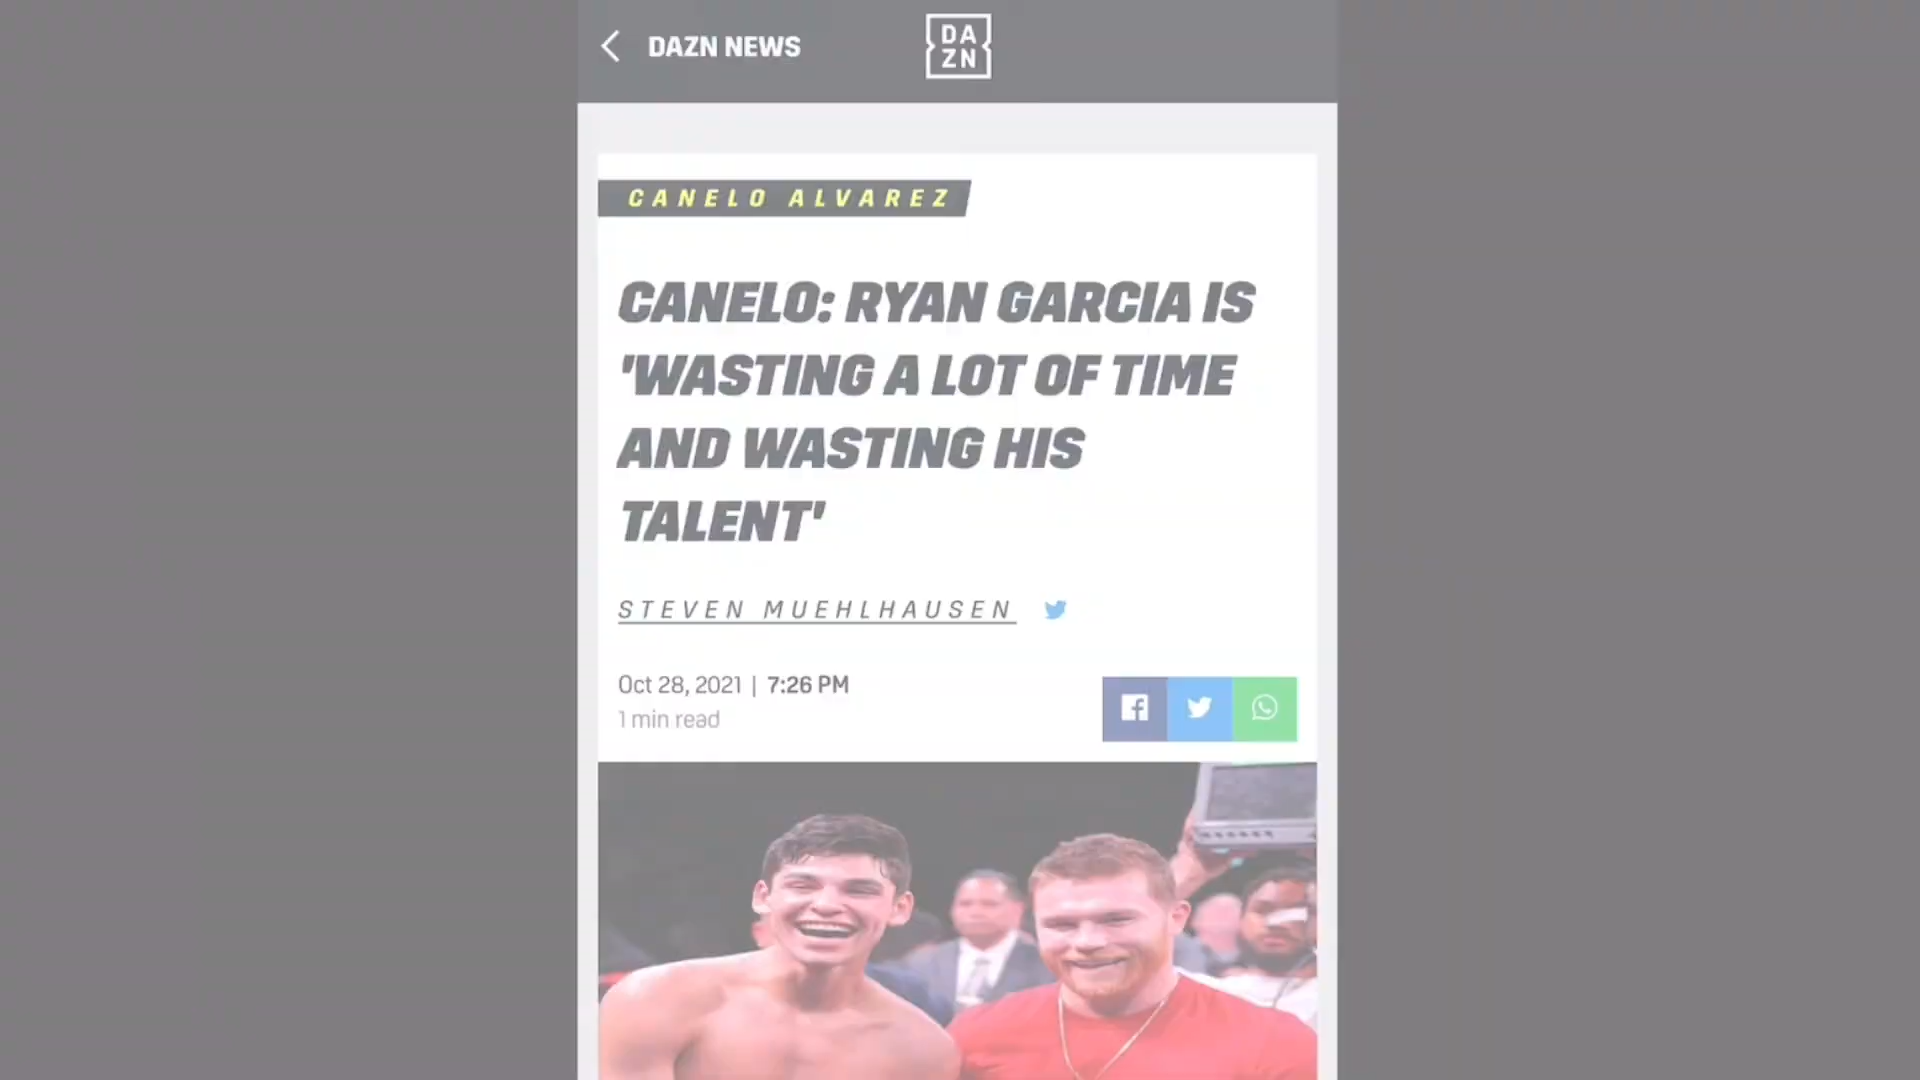 DAZN NEWS
DA
ZN
CANELO ALVAREZ
CANELO: RYAN GARCIA IS
'WASTING A LOT OF TIME
AND WASTING HIS
TALENT'
STEVEN MUEHLHAUSEN
Oct 28, 2021 | 7:26 PM
1 min read